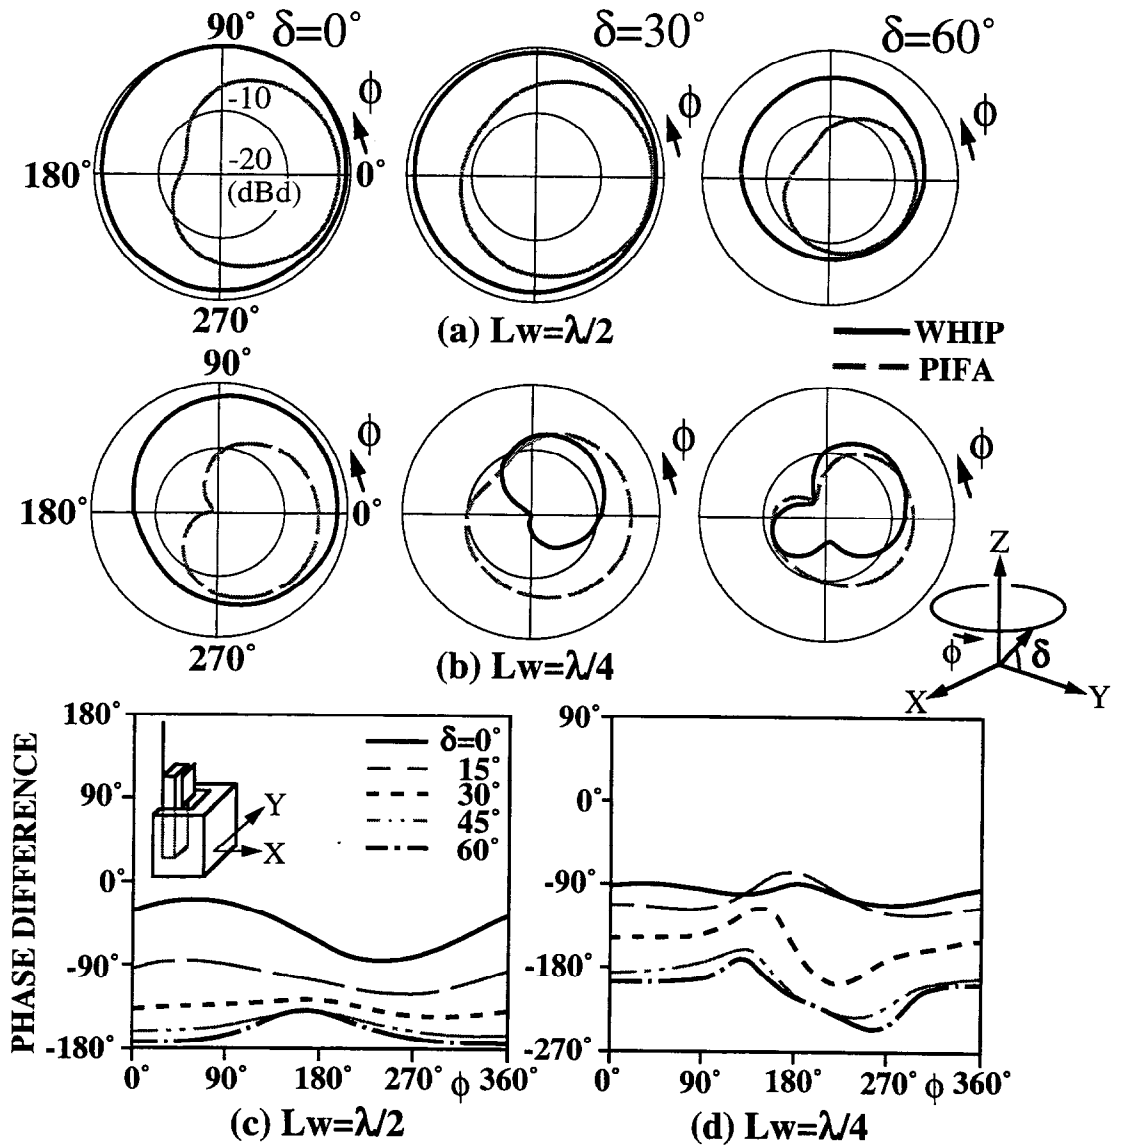 90° δ=0° δ=30° δ=60°
-10 ϕ ϕ ϕ
-20
180° 0°
(dBd)
270°
(a) Lw=λ/2
WHIP
PIFA
90°
ϕ ϕ ϕ
180° 0°
270°
(b) Lw=λ/4
Z
ϕ δ
X Y
PHASE DIFFERENCE
180°
90°
0°
-90°
-180°
δ=0°
15°
30°
45°
60°
Y
X
0° 90° 180° 270° ϕ 360°
(c) Lw=λ/2
90°
0°
-90°
-180°
-270°
0° 90° 180° 270° ϕ 360°
(d) Lw=λ/4